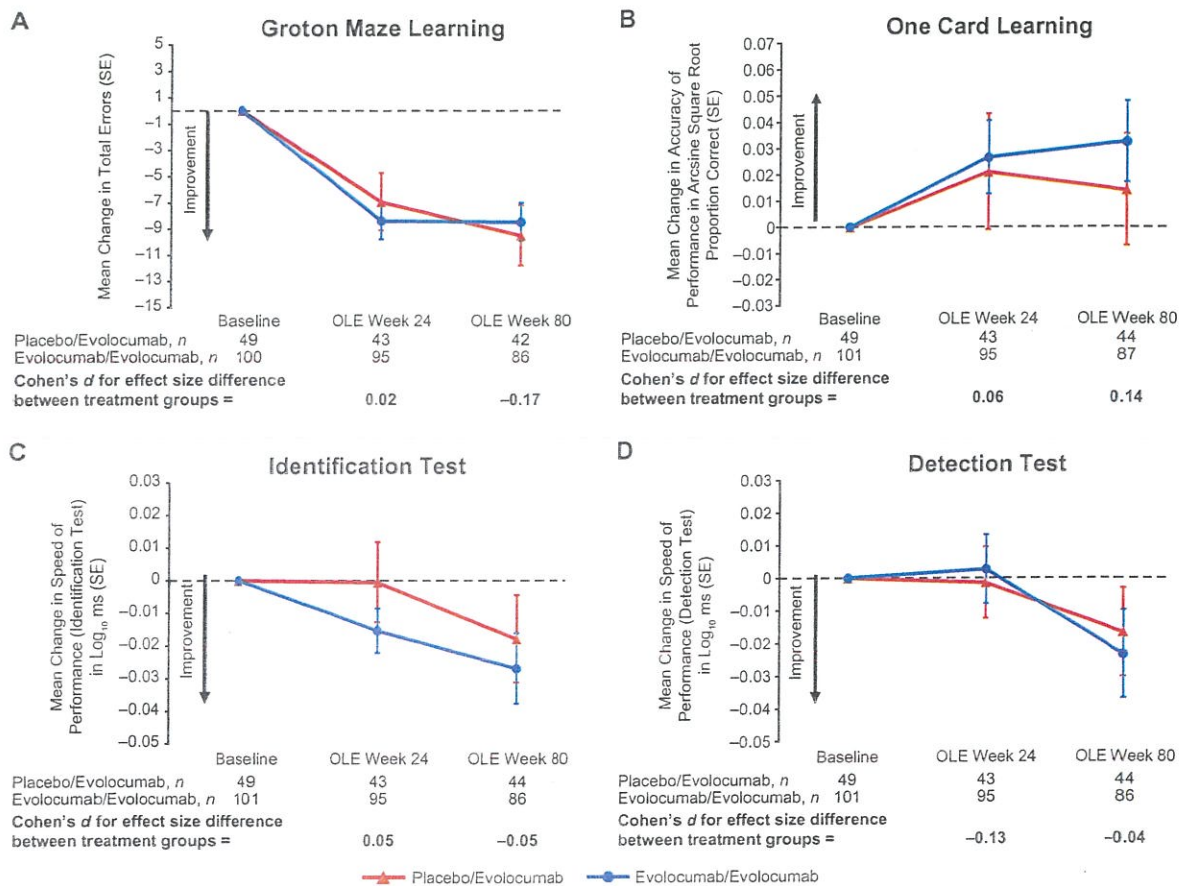 A
Groton Maze Learning
Mean Change in Total Errors (SE)
5
3
1
−1
−3
−5
−7
−9
−11
−13
−15
Improvement
Baseline OLE Week 24 OLE Week 80
Placebo/Evolocumab, n 49 43 42
Evolocumab/Evolocumab, n 100 95 86
Cohen's d for effect size difference
between treatment groups = 0.02 −0.17
B
One Card Learning
Mean Change in Accuracy of
Performance in Arcsine Square Root
Proportion Correct (SE)
0.07
0.06
0.05
0.04
0.03
0.02
0.01
0
−0.01
−0.02
−0.03
Improvement
Baseline OLE Week 24 OLE Week 80
Placebo/Evolocumab, n 49 43 44
Evolocumab/Evolocumab, n 101 95 87
Cohen's d for effect size difference
between treatment groups = 0.06 0.14
C
Identification Test
Mean Change in Speed of
Performance (Identification Test)
in Log₁₀ ms (SE)
0.03
0.02
0.01
0
−0.01
−0.02
−0.03
−0.04
−0.05
Improvement
Baseline OLE Week 24 OLE Week 80
Placebo/Evolocumab, n 49 43 44
Evolocumab/Evolocumab, n 101 95 86
Cohen's d for effect size difference
between treatment groups = 0.05 −0.05
D
Detection Test
Mean Change in Speed of
Performance (Detection Test)
in Log₁₀ ms (SE)
0.03
0.02
0.01
0
−0.01
−0.02
−0.03
−0.04
−0.05
Improvement
Baseline OLE Week 24 OLE Week 80
Placebo/Evolocumab, n 49 43 44
Evolocumab/Evolocumab, n 101 95 86
Cohen's d for effect size difference
between treatment groups = −0.13 −0.04
Placebo/Evolocumab Evolocumab/Evolocumab